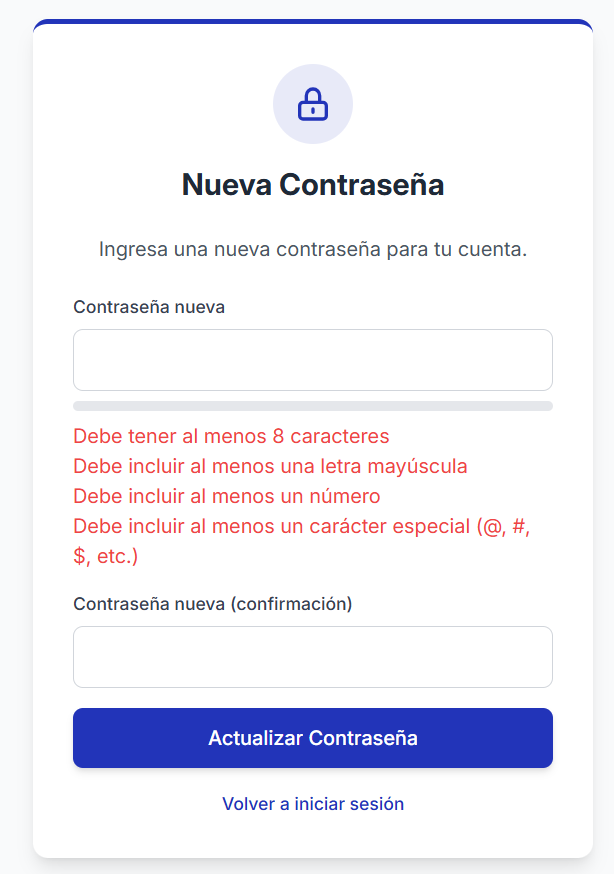 Nueva Contraseña
Ingresa una nueva contraseña para tu cuenta.
Contraseña nueva
Debe tener al menos 8 caracteres
Debe incluir al menos una letra mayúscula
Debe incluir al menos un número
Debe incluir al menos un carácter especial (@, #,
$, etc.)
Contraseña nueva (confirmación)
Actualizar Contraseña
Volver a iniciar sesión